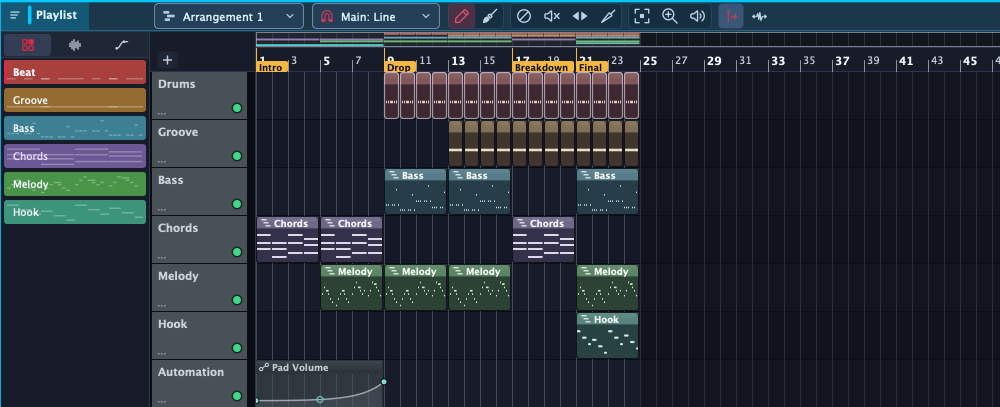 Playlist
Arrangement 1
Main: Line
Beat
Groove
Bass
Chords
Melody
Hook
+
1 3 5 7 9 11 13 15 17 19 21 23 25 27 29 31 33 35 37 39 41 43 45 4
Intro Drop Breakdown Final
Drums
...
Groove
...
Bass
...
Bass Bass Bass
Chords
...
Chords Chords Chords
Melody
...
Melody Melody Melody Melody
Hook
...
Hook
Automation
...
Pad Volume